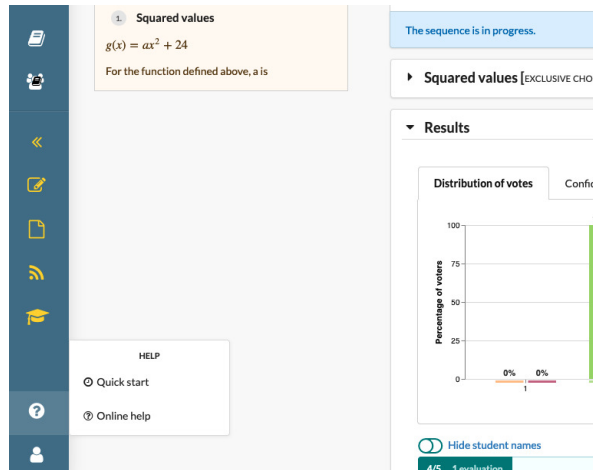 1. Squared values
g(x) = ax² + 24
For the function defined above, a is
HELP
Quick start
Online help
The sequence is in progress.
Squared values [EXCLUSIVE CHO
Results
Distribution of votes
Confid
Percentage of voters
100
75
50
25
0
0% 0%
1
Hide student names
4/5 1 evaluation